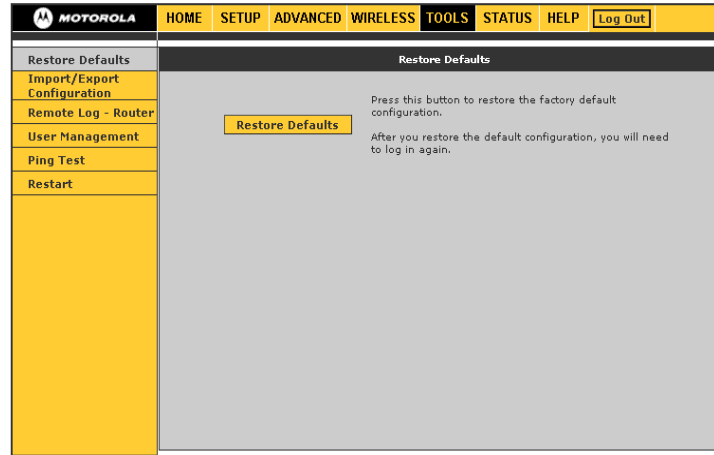 MOTOROLA
HOME SETUP ADVANCED WIRELESS TOOLS STATUS HELP Log Out
Restore Defaults
Import/Export
Configuration
Remote Log - Router
User Management
Ping Test
Restart
Restore Defaults
Restore Defaults
Press this button to restore the factory default
configuration.
After you restore the default configuration, you will need
to log in again.